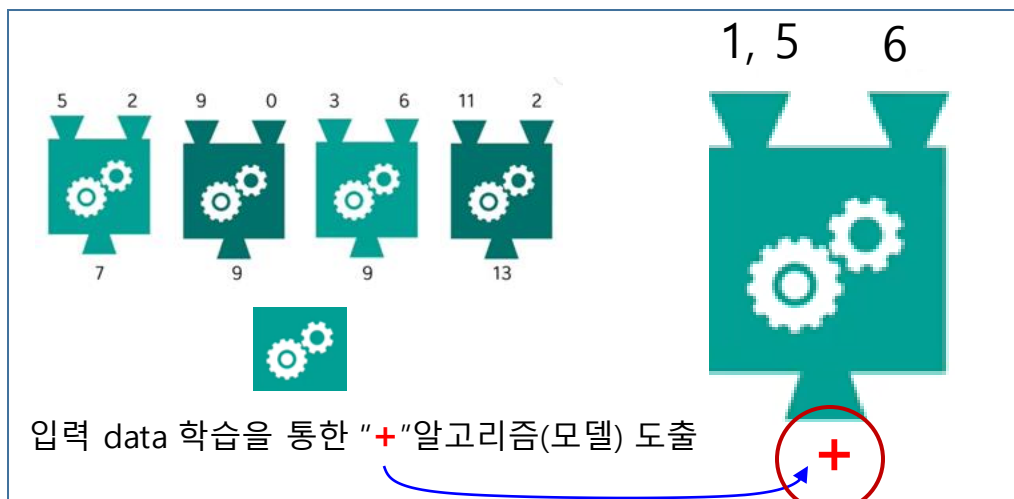 1, 5 6
5 2 9 0 3 6 11 2
7 9 9 13
입력 data 학습을 통한 "+"알고리즘(모델) 도출
+